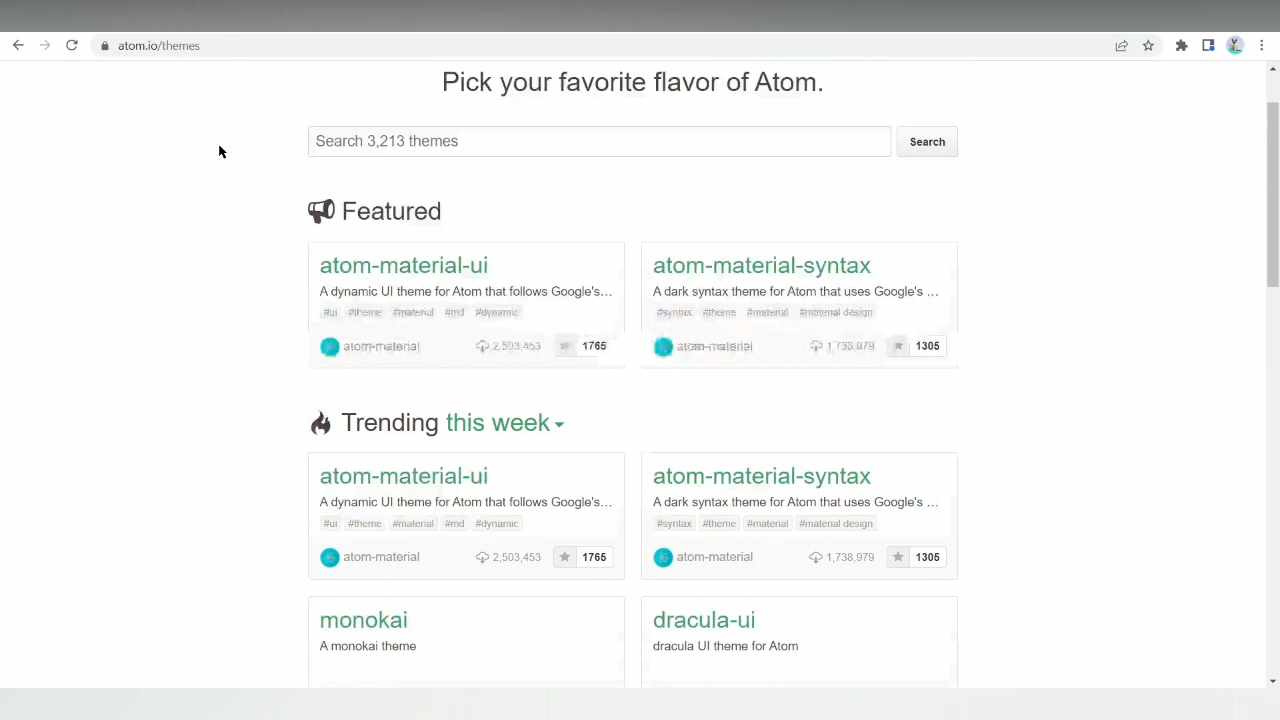 atom.io/themes
Pick your favorite flavor of Atom.
Search 3,213 themes
Search
Featured
atom-material-ui
A dynamic UI theme for Atom that follows Google's...
#ui #theme #material #md #dynamic
atom-material 2,503,453 1765
atom-material-syntax
A dark syntax theme for Atom that uses Google's ...
#syntax #theme #material #material design
atom-material 1305
Trending this week
atom-material-ui
A dynamic UI theme for Atom that follows Google's...
#ui #theme #material #md #dynamic
atom-material 2,503,453 1765
atom-material-syntax
A dark syntax theme for Atom that uses Google's ...
#syntax #theme #material #material design
atom-material 1,738,979 1305
monokai
A monokai theme
dracula-ui
dracula UI theme for Atom